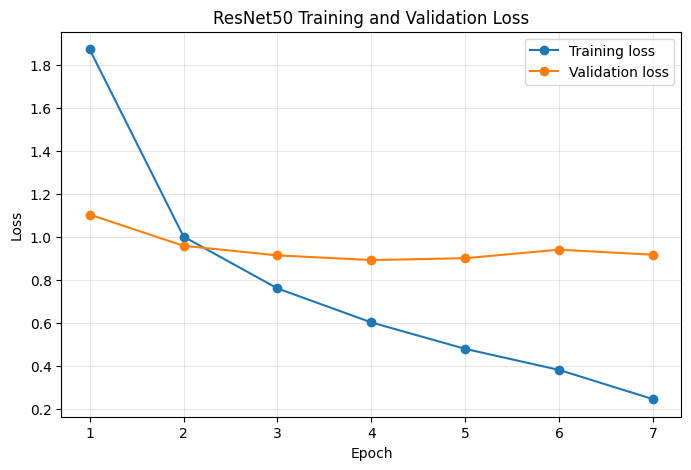 ResNet50 Training and Validation Loss
Training loss
Validation loss
1.8
1.6
1.4
1.2
1.0
0.8
0.6
0.4
0.2
Loss
1 2 3 4 5 6 7
Epoch